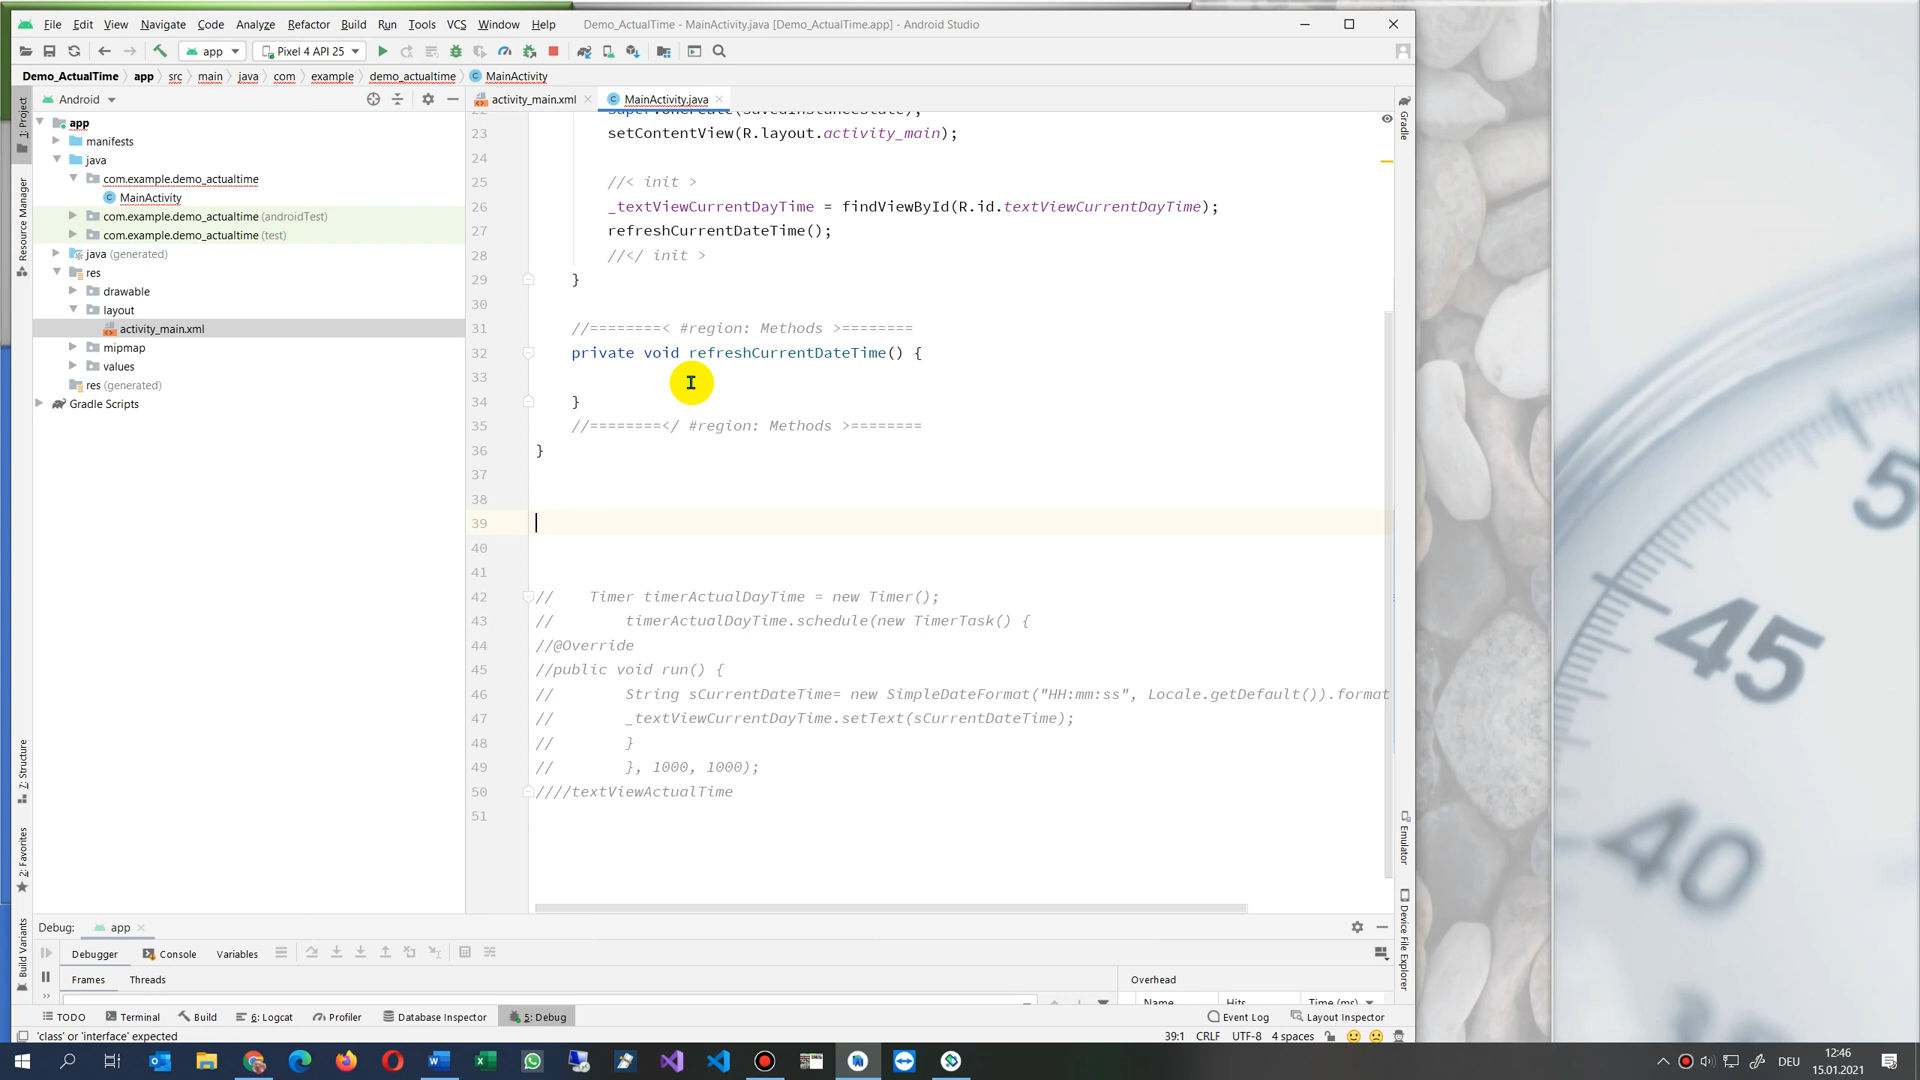 File Edit View Navigate Code Analyze Refactor Build Run Tools VCS Window Help Demo_ActualTime - MainActivity.java [Demo_ActualTime.app] - Android Studio
app Pixel 4 API 25
Demo_ActualTime app src main java com example demo_actualtime MainActivity
Android activity_main.xml MainActivity.java
1: Project
Resource Manager
7: Structure
2: Favorites
Build Variants
app
manifests
java
com.example.demo_actualtime
MainActivity
com.example.demo_actualtime (androidTest)
com.example.demo_actualtime (test)
java (generated)
res
drawable
layout
activity_main.xml
mipmap
values
res (generated)
Gradle Scripts
22 super.onCreate(savedInstanceState);
23 setContentView(R.layout.activity_main);
24
25 //< init >
26 _textViewCurrentDayTime = findViewById(R.id.textViewCurrentDayTime);
27 refreshCurrentDateTime();
28 //</ init >
29 }
30
31 //========< #region: Methods >========
32 private void refreshCurrentDateTime() {
33
34 }
35 //========</ #region: Methods >========
36 }
37
38
39
40
41
42 // Timer timerActualDayTime = new Timer();
43 // timerActualDayTime.schedule(new TimerTask() {
44 //@Override
45 //public void run() {
46 // String sCurrentDateTime= new SimpleDateFormat("HH:mm:ss", Locale.getDefault()).format
47 // _textViewCurrentDayTime.setText(sCurrentDateTime);
48 // }
49 // }, 1000, 1000);
50 ////textViewActualTime
51
Gradle
Emulator
Device File Explorer
Debug: app
Debugger Console Variables
Frames Threads Overhead
Name Hits Time (ms)
TODO Terminal Build 6: Logcat Profiler Database Inspector 5: Debug Event Log Layout Inspector
'class' or 'interface' expected 39:1 CRLF UTF-8 4 spaces
DEU 12:46
15.01.2021
5
45
40